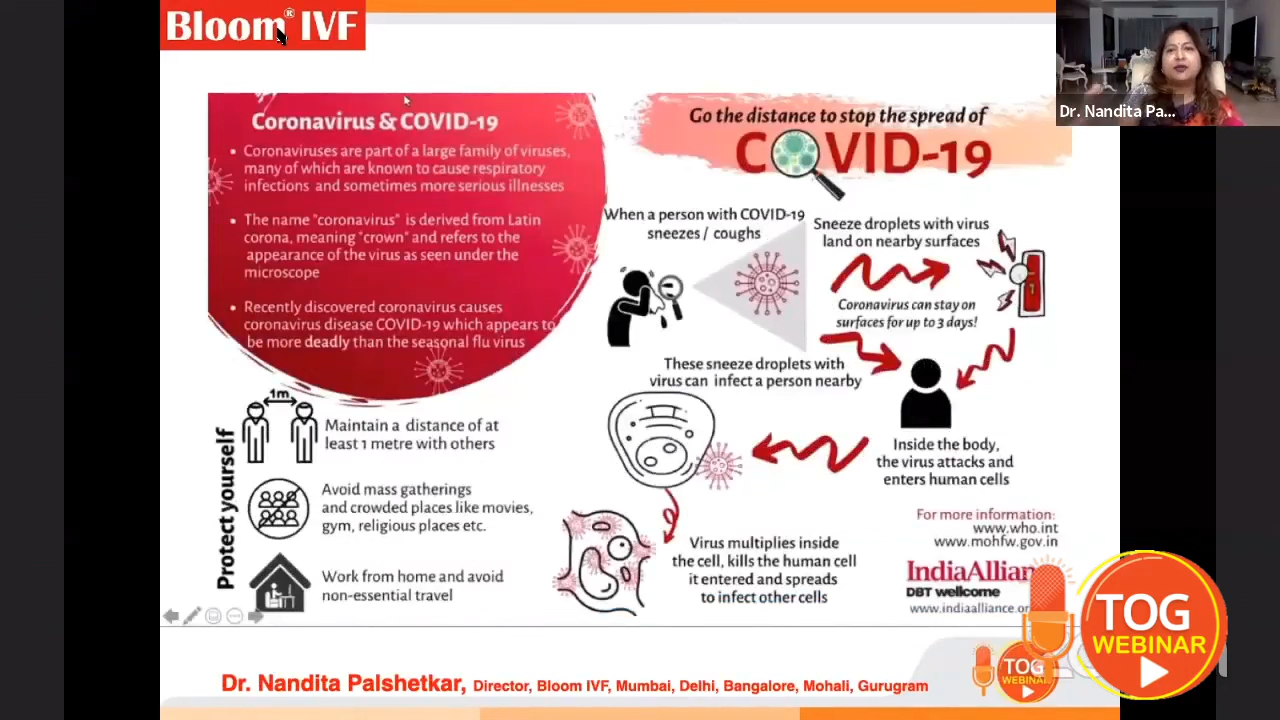 Bloom® IVF
Dr. Nandita Pa...
Coronavirus & COVID-19
• Coronaviruses are part of a large family of viruses,
many of which are known to cause respiratory
infections and sometimes more serious illnesses
• The name "coronavirus" is derived from Latin
corona, meaning "crown" and refers to the
appearance of the virus as seen under the
microscope
• Recently discovered coronavirus causes
coronavirus disease COVID-19 which appears to
be more deadly than the seasonal flu virus
Protect yourself
1m
Maintain a distance of at
least 1 metre with others
Avoid mass gatherings
and crowded places like movies,
gym, religious places etc.
Work from home and avoid
non-essential travel
Go the distance to stop the spread of
COVID-19
When a person with COVID-19
sneezes / coughs
Sneeze droplets with virus
land on nearby surfaces
Coronavirus can stay on
surfaces for up to 3 days!
These sneeze droplets with
virus can infect a person nearby
Inside the body,
the virus attacks and
enters human cells
Virus multiplies inside
the cell, kills the human cell
it entered and spreads
to infect other cells
For more information:
www.who.int
www.mohfw.gov.in
IndiaAllian
DBT wellcome
www.indiaalliance.or
TOG
WEBINAR
TOG
WEBINAR
Dr. Nandita Palshetkar, Director, Bloom IVF, Mumbai, Delhi, Bangalore, Mohali, Gurugram